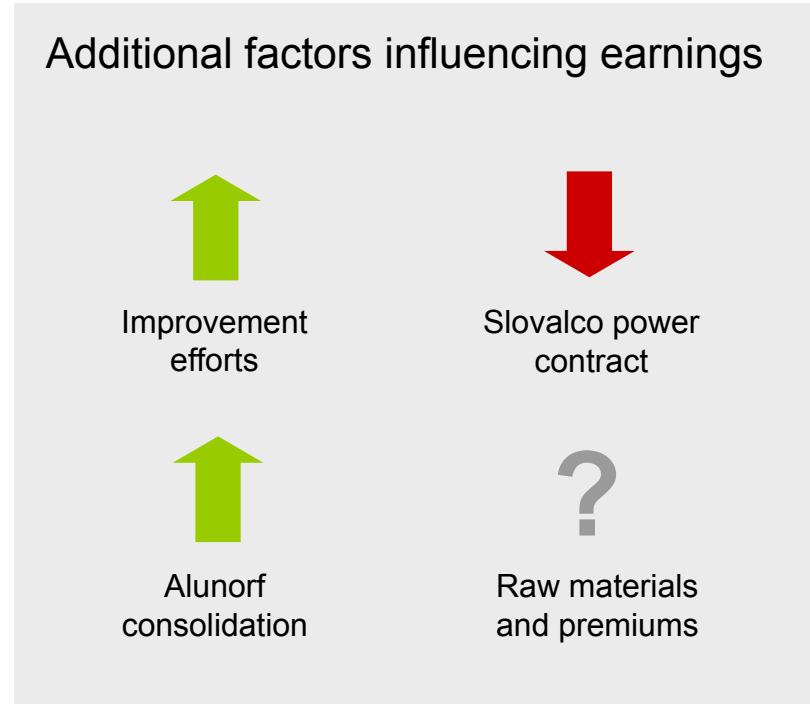 Additional factors influencing earnings
Improvement
efforts
Slovalco power
contract
?
Alunorf
consolidation
Raw materials
and premiums